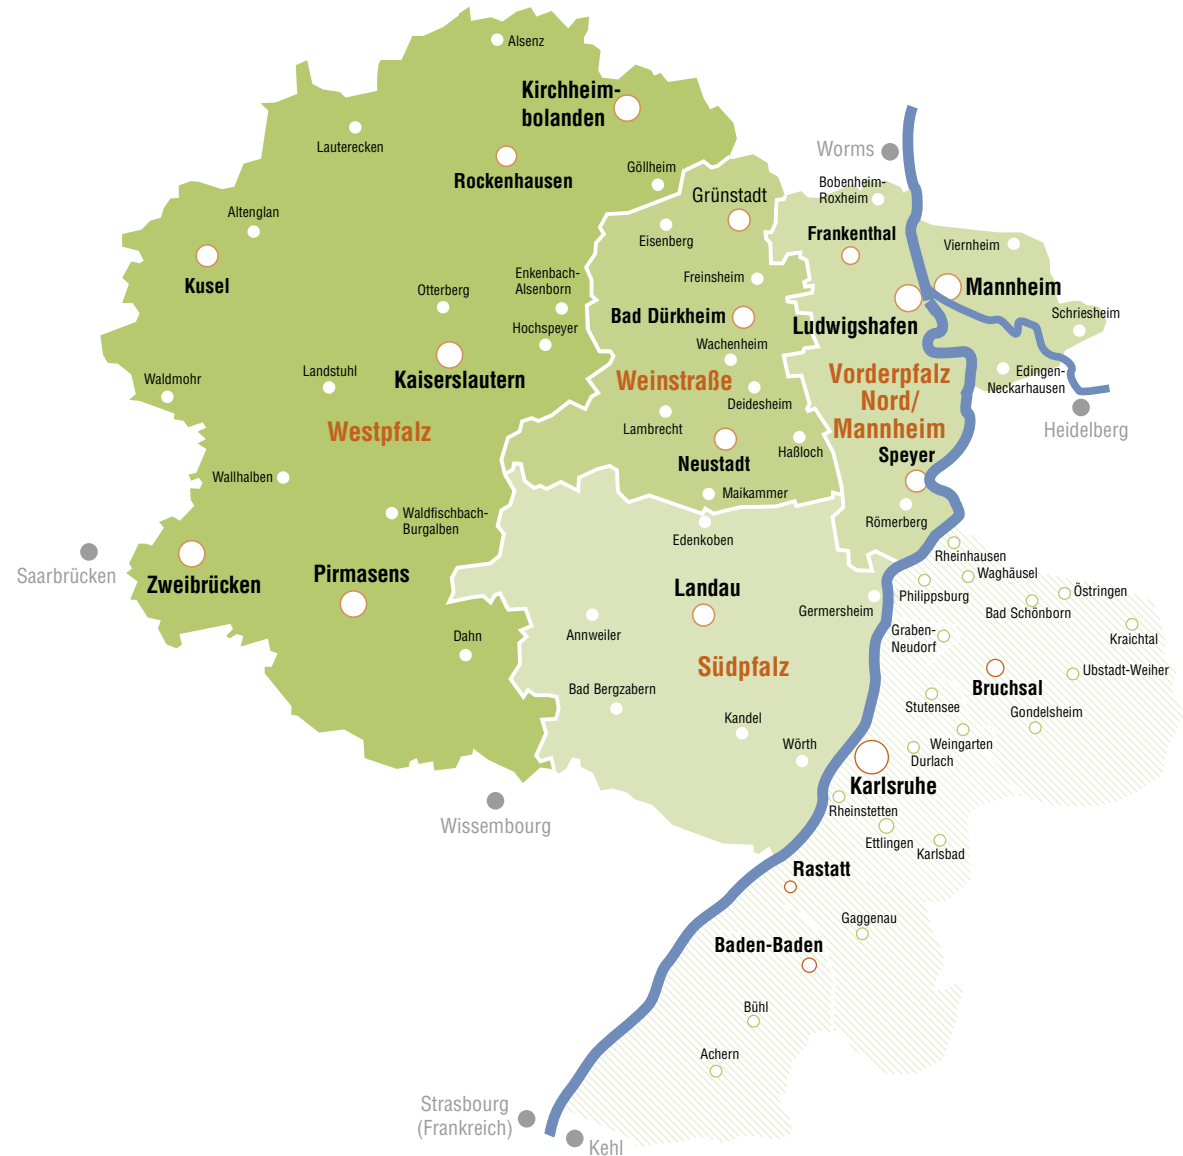 Alsenz
Kirchheim-
bolanden
Lauterecken
Rockenhausen
Göllheim
Worms
Bobenheim-
Roxheim
Grünstadt
Altenglan
Eisenberg
Frankenthal
Viernheim
Kusel
Enkenbach-
Alsenborn
Freinsheim
Mannheim
Otterberg
Bad Dürkheim
Ludwigshafen
Schriesheim
Hochspeyer
Wachenheim
Landstuhl
Waldmohr
Kaiserslautern
Weinstraße
Vorderpfalz
Nord/
Mannheim
Edingen-
Neckarhausen
Deidesheim
Westpfalz
Lambrecht
Heidelberg
Haßloch
Speyer
Neustadt
Wallhalben
Maikammer
Waldfischbach-
Burgalben
Römerberg
Edenkoben
Rheinhausen
Saarbrücken
Zweibrücken
Pirmasens
Waghäusel
Landau
Philippsburg
Östringen
Germersheim
Bad Schönborn
Dahn
Annweiler
Graben-
Neudorf
Kraichtal
Südpfalz
Ubstadt-Weiher
Bad Bergzabern
Bruchsal
Stutensee
Gondelsheim
Kandel
Wörth
Weingarten
Durlach
Karlsruhe
Rheinstetten
Wissembourg
Ettlingen
Karlsbad
Rastatt
Gaggenau
Baden-Baden
Bühl
Achern
Strasbourg
(Frankreich)
Kehl